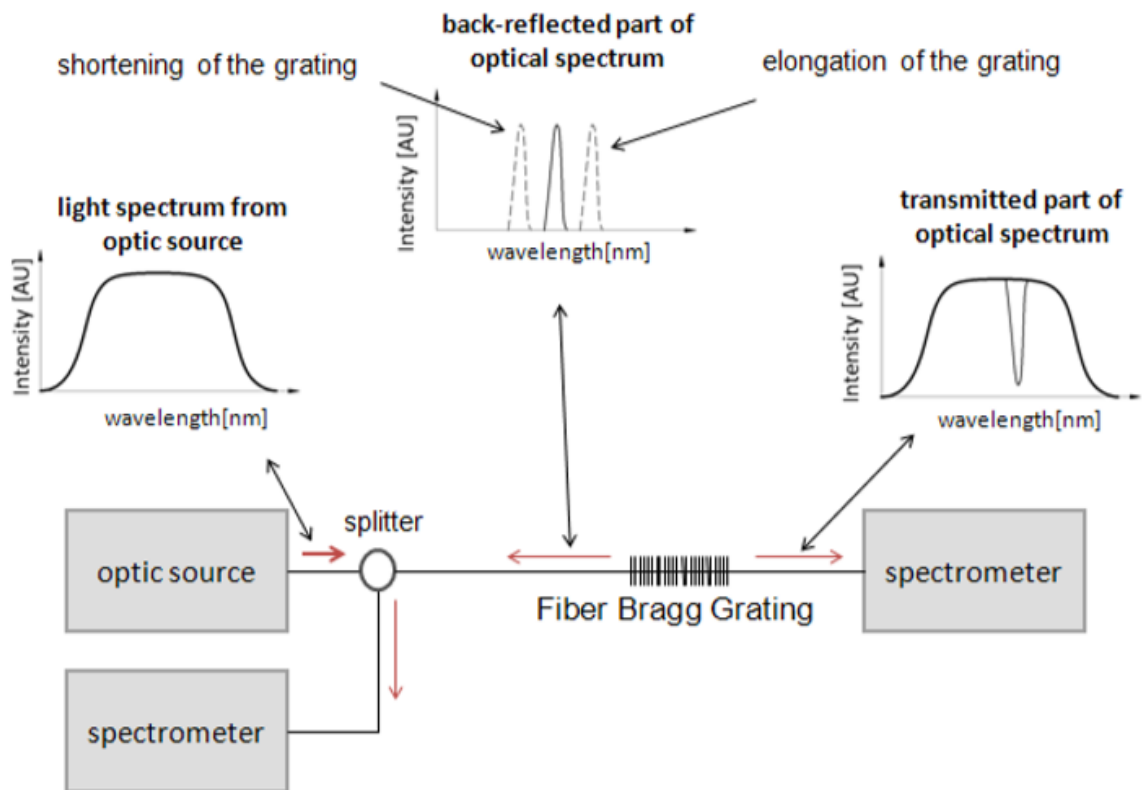 back-reflected part of
optical spectrum
shortening of the grating
elongation of the grating
Intensity [AU]
wavelength[nm]
light spectrum from
optic source
Intensity [AU]
wavelength[nm]
transmitted part of
optical spectrum
Intensity [AU]
wavelength[nm]
splitter
optic source
Fiber Bragg Grating
spectrometer
spectrometer